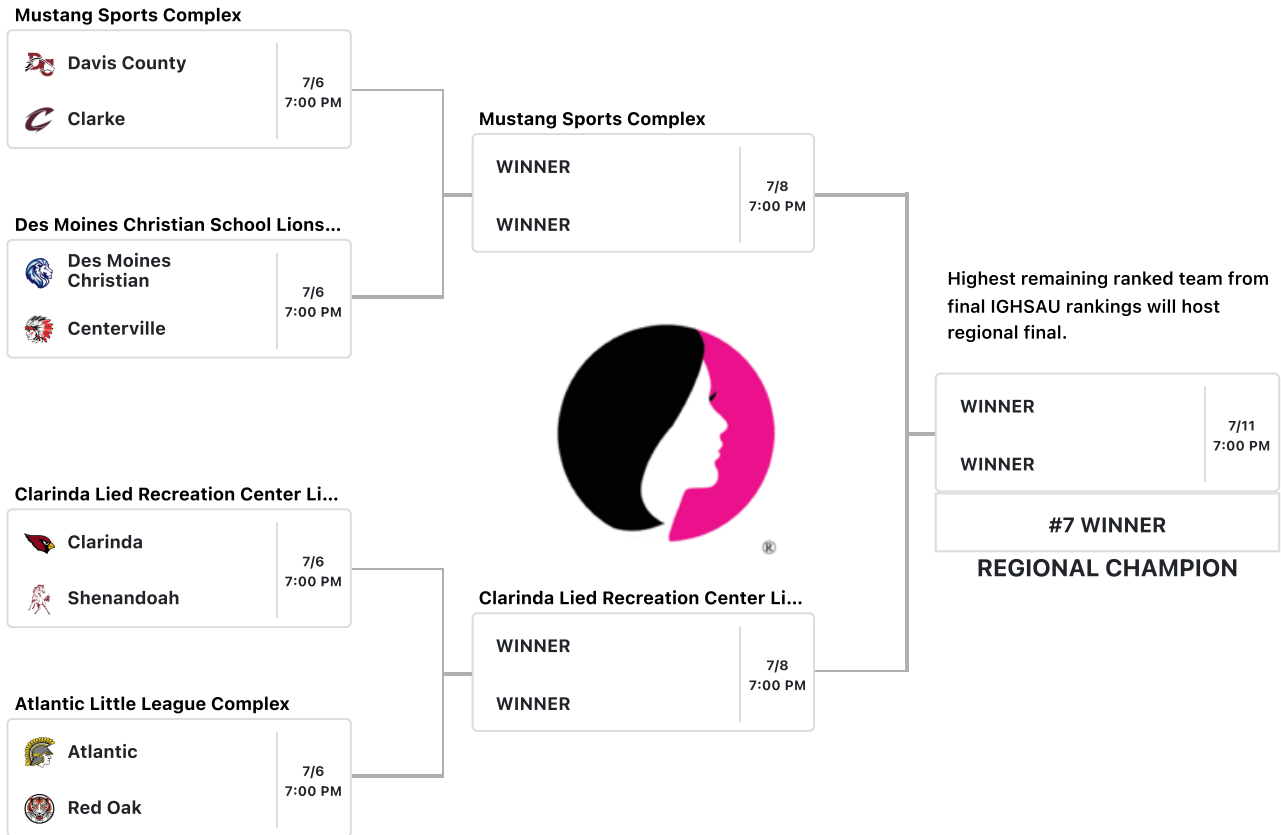 Mustang Sports Complex
Davis County
7/6
7:00 PM
Clarke
Des Moines Christian School Lions...
Des Moines
Christian
7/6
7:00 PM
Centerville
Clarinda Lied Recreation Center Li...
Clarinda
7/6
7:00 PM
Shenandoah
Atlantic Little League Complex
Atlantic
7/6
7:00 PM
Red Oak
Mustang Sports Complex
WINNER
7/8
7:00 PM
WINNER
®
Clarinda Lied Recreation Center Li...
WINNER
7/8
7:00 PM
WINNER
Highest remaining ranked team from
final IGHSAU rankings will host
regional final.
WINNER
7/11
7:00 PM
WINNER
#7 WINNER
REGIONAL CHAMPION